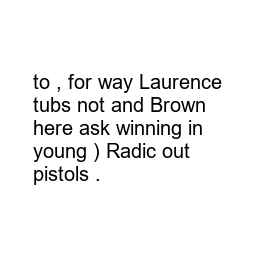 to , for way Laurence
tubs not and Brown
here ask winning in
young ) Radic out
pistols .